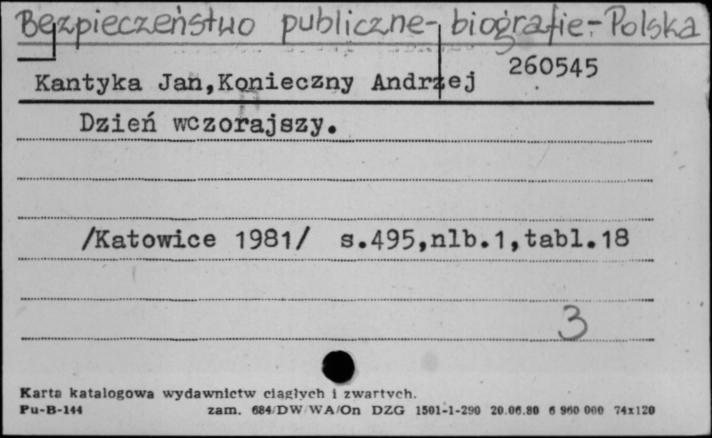 Bezpieczeństwo publiczne-biografie-Polska
Kantyka Jan,Konieczny Andrzej 260545
Dzień wczorajszy.
/Katowice 1981/ s.495,nlb.1,tabl.18
3
Karta katalogowa wydawnictw ciągłych i zwartych.
Pu-B-144 zam. 684/DW/WA/On DZG 1501-1-290 20.06.80 6 960 000 74x120